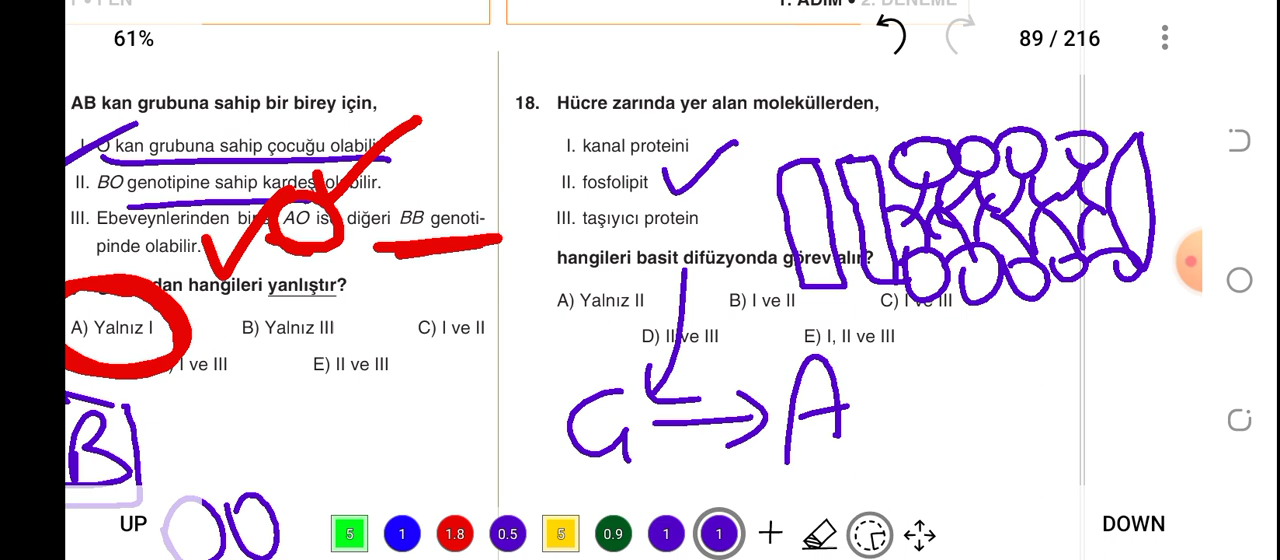 1. ADIM • 2. DENEME
61%
89 / 216
AB kan grubuna sahip bir birey için,
I. O kan grubuna sahip çocuğu olabilir.
II. BO genotipine sahip kardeşi olabilir.
III. Ebeveynlerinden biri AO ise diğeri BB genoti-
pinde olabilir.
hangileri yanlıştır?
A) Yalnız I B) Yalnız III C) I ve II
I ve III E) II ve III
B
UP
18. Hücre zarında yer alan moleküllerden,
I. kanal proteini
II. fosfolipit
III. taşıyıcı protein
hangileri basit difüzyonda görev alır?
A) Yalnız II B) I ve II C) I ve III
D) II ve III E) I, II ve III
A
5 1 1.8 0.5 5 0.9 1 1
DOWN